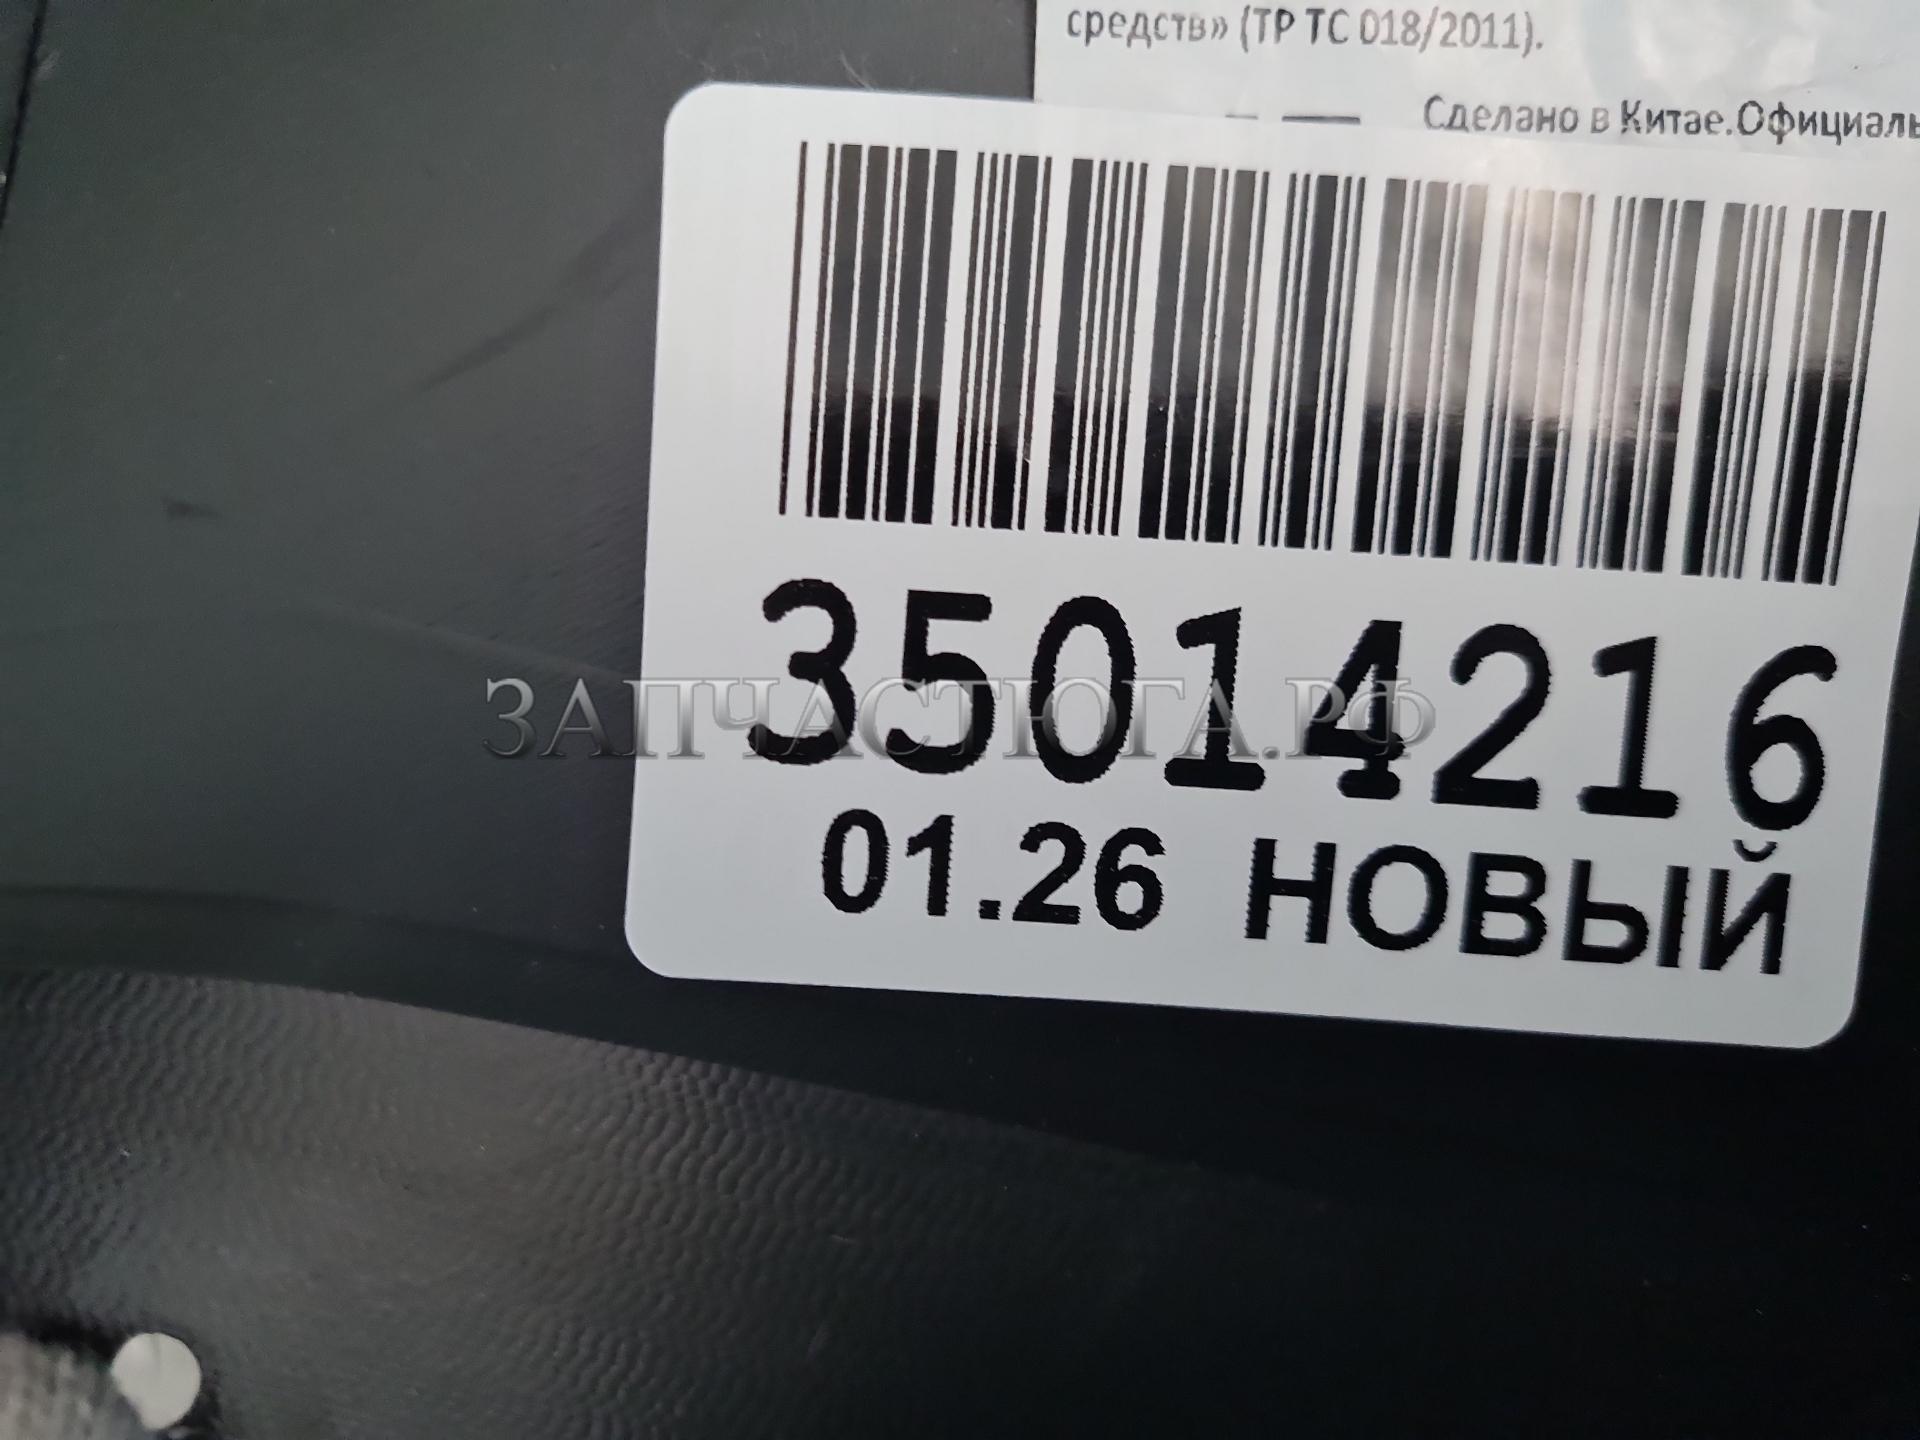 средств» (ТР ТС 018/2011).
Сделано в Китае.Официаль
35014216
ЗАПЧАСТЮГА.РФ
01.26 НОВЫЙ